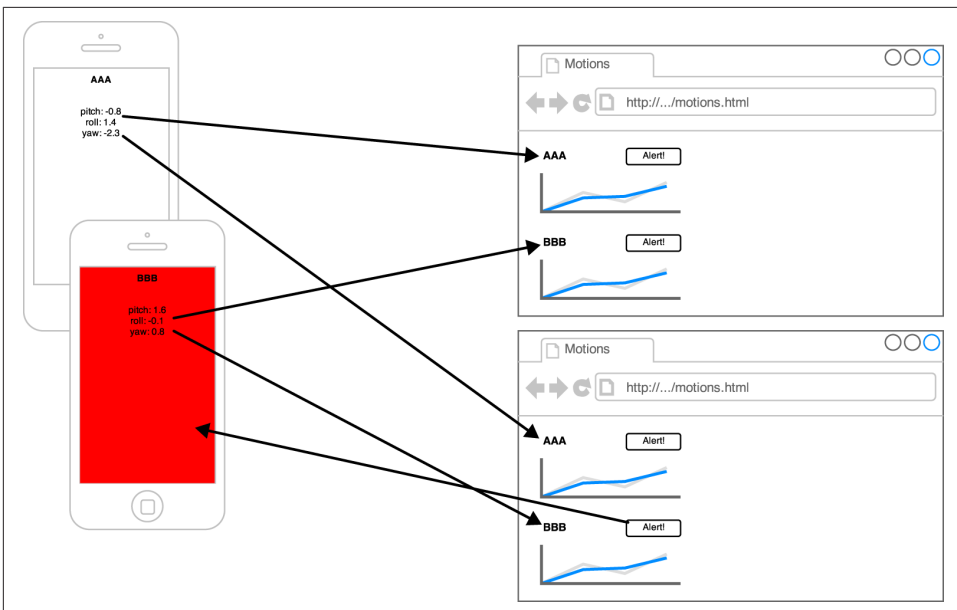 AAA
pitch: -0.8
roll: 1.4
yaw: -2.3
BBB
pitch: 1.6
roll: -0.1
yaw: 0.8
Motions
http://.../motions.html
AAA Alert!
BBB Alert!
Motions
http://.../motions.html
AAA Alert!
BBB Alert!